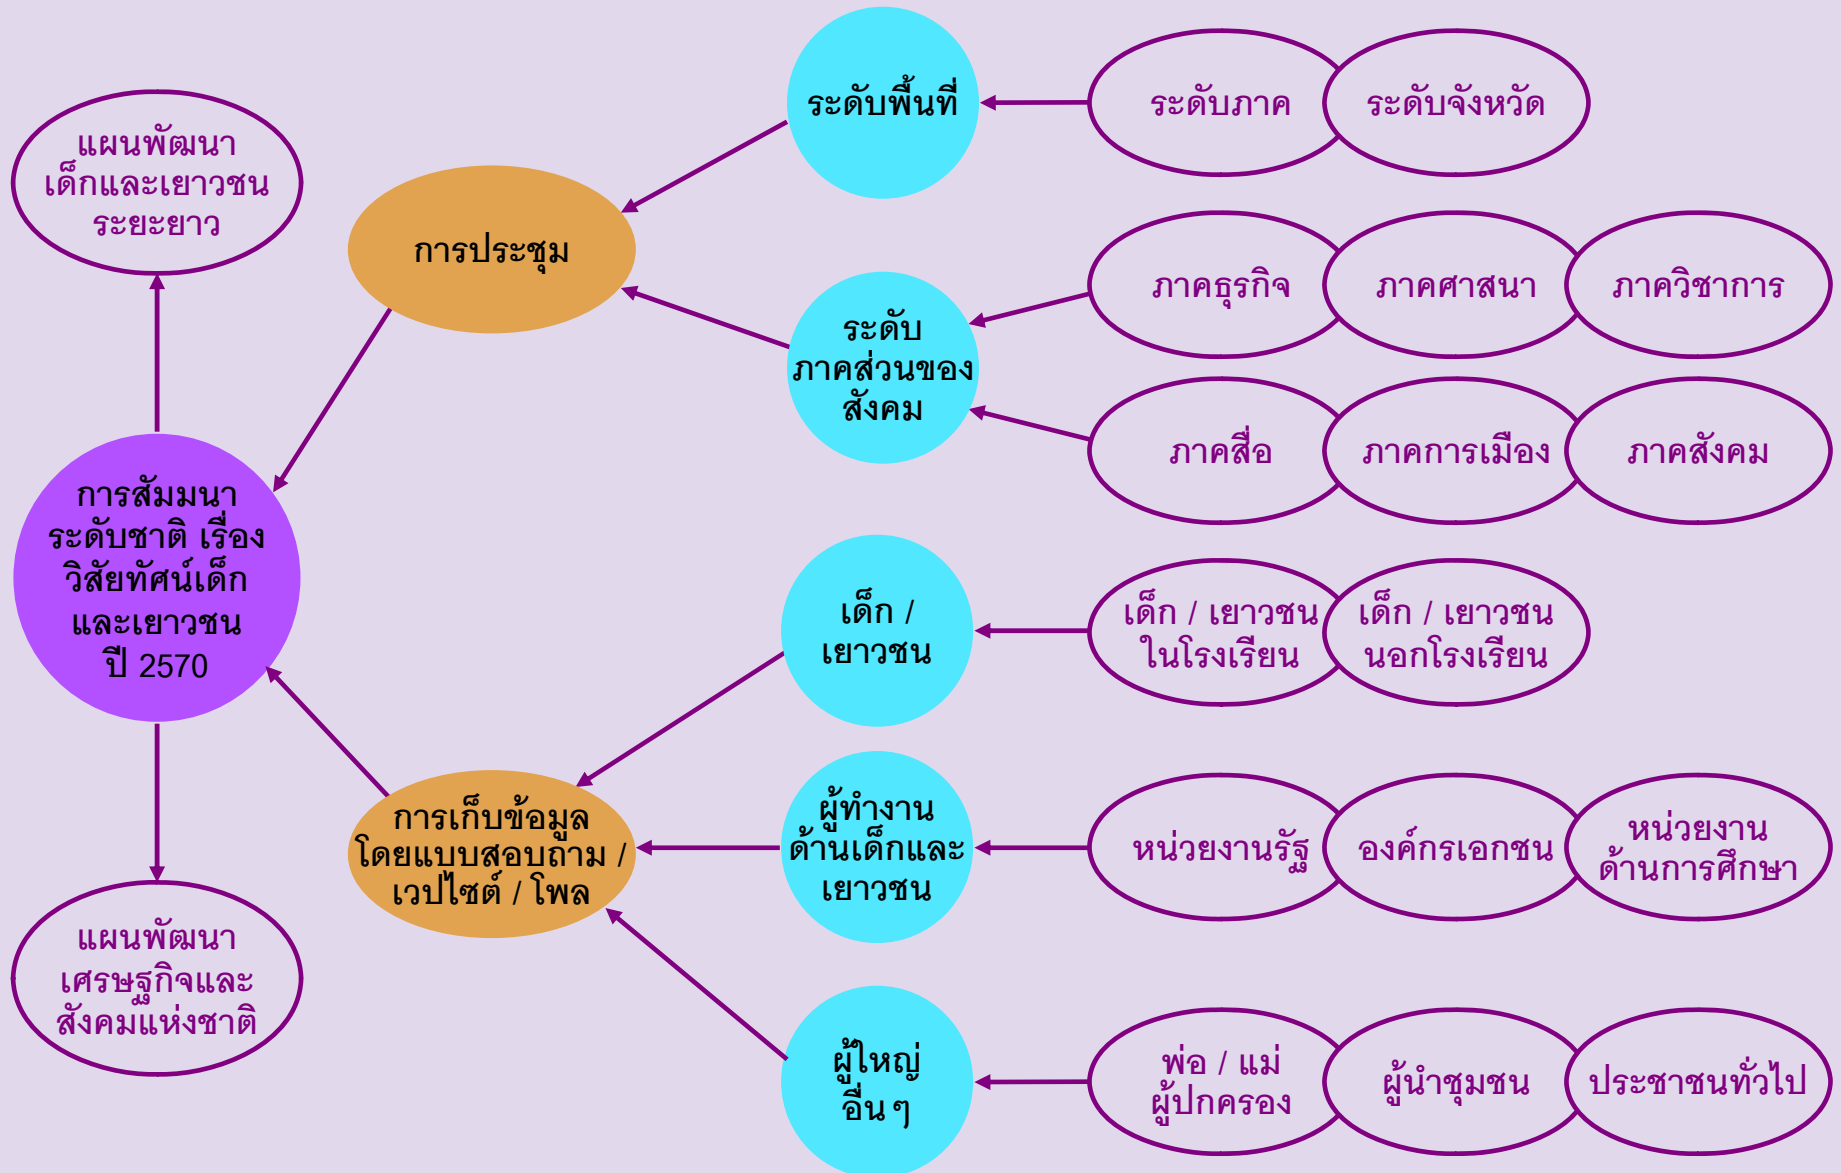 แผนพัฒนา
เด็กและเยาวชน
ระยะยาว
การสัมมนา
ระดับชาติ เรื่อง
วิสัยทัศน์เด็ก
และเยาวชน
ปี 2570
แผนพัฒนา
เศรษฐกิจและ
สังคมแห่งชาติ
การประชุม
การเก็บข้อมูล
โดยแบบสอบถาม /
เวปไซต์ / โพล
ระดับพื้นที่
ระดับภาค
ระดับจังหวัด
ระดับ
ภาคส่วนของ
สังคม
ภาคธุรกิจ
ภาคศาสนา
ภาควิชาการ
ภาคสื่อ
ภาคการเมือง
ภาคสังคม
เด็ก /
เยาวชน
เด็ก / เยาวชน
ในโรงเรียน
เด็ก / เยาวชน
นอกโรงเรียน
ผู้ทำงาน
ด้านเด็กและ
เยาวชน
หน่วยงานรัฐ
องค์กรเอกชน
หน่วยงาน
ด้านการศึกษา
ผู้ใหญ่
อื่น ๆ
พ่อ / แม่
ผู้ปกครอง
ผู้นำชุมชน
ประชาชนทั่วไป